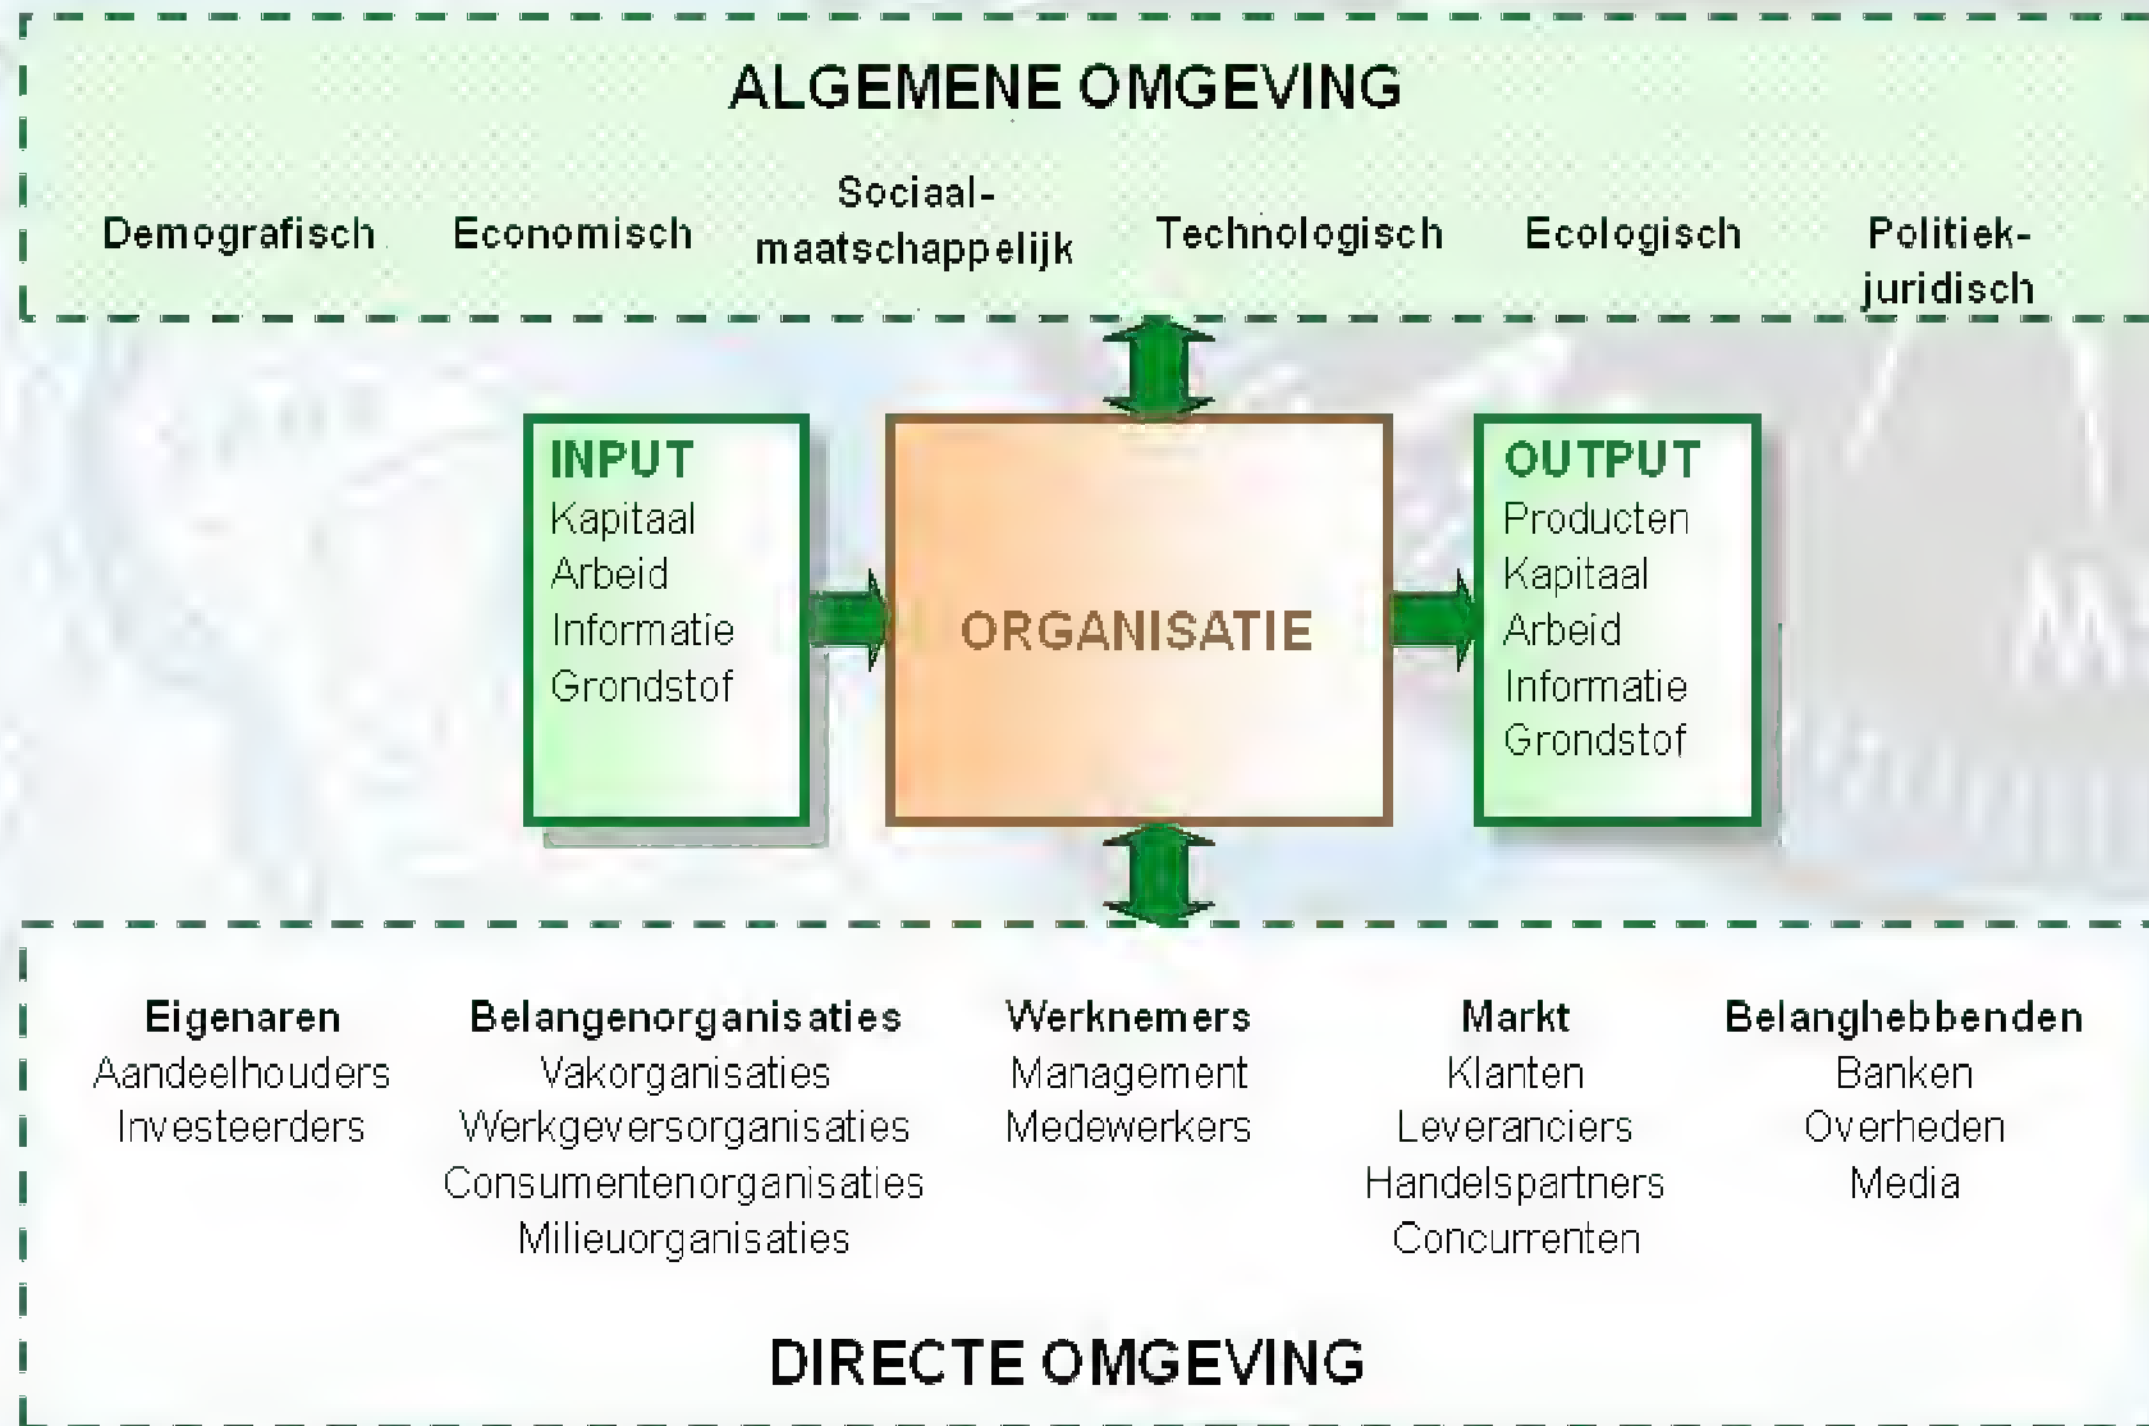 ALGEMENE OMGEVING
Demografisch
Economisch
Sociaal-
maatschappelijk
Technologisch
Ecologisch
Politiek-
juridisch
INPUT
Kapitaal
Arbeid
Informatie
Grondstof
ORGANISATIE
OUTPUT
Producten
Kapitaal
Arbeid
Informatie
Grondstof
Eigenaren
Aandeelhouders
Investeerders
Belangenorganisaties
Vakorganisaties
Werkgeversorganisaties
Consumentenorganisaties
Milieuorganisaties
Werknemers
Management
Medewerkers
Markt
Klanten
Leveranciers
Handelspartners
Concurrenten
Belanghebbenden
Banken
Overheden
Media
DIRECTE OMGEVING